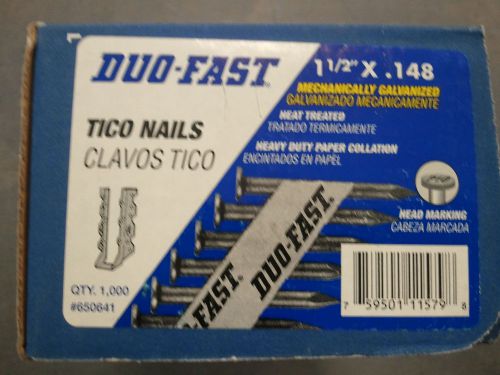 DUO-FAST
1 1/2" X .148
MECHANICALLY GALVANIZED
GALVANIZADO MECANICAMENTE
HEAT TREATED
TRATADO TERMICAMENTE
HEAVY DUTY PAPER COLLATION
ENCINTADOS EN PAPEL
TICO NAILS
CLAVOS TICO
HEAD MARKING
CABEZA MARCADA
DUO-FAST
DUO-FAST
QTY. 1,000
#650641
7 59501 11579 8